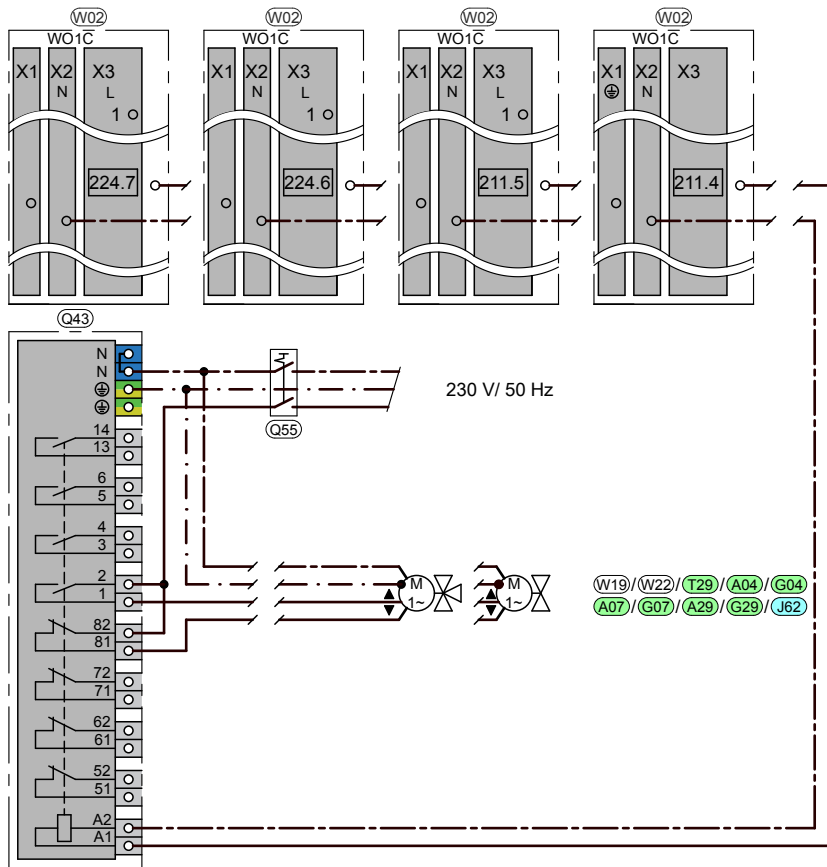 W02 W02 W02 W02
WO1C WO1C WO1C WO1C
X1 X2 X3 X1 X2 X3 X1 X2 X3 X1 X2 X3
N L N L N L N
1 1 1
224.7 224.6 211.5 211.4
Q43
N
N
230 V/ 50 Hz
Q55
14
13
6
5
4
3
2
1
M M
1~ 1~
W19/W22/T29/A04/G04
A07/G07/A29/G29/J62
82
81
72
71
62
61
52
51
A2
A1